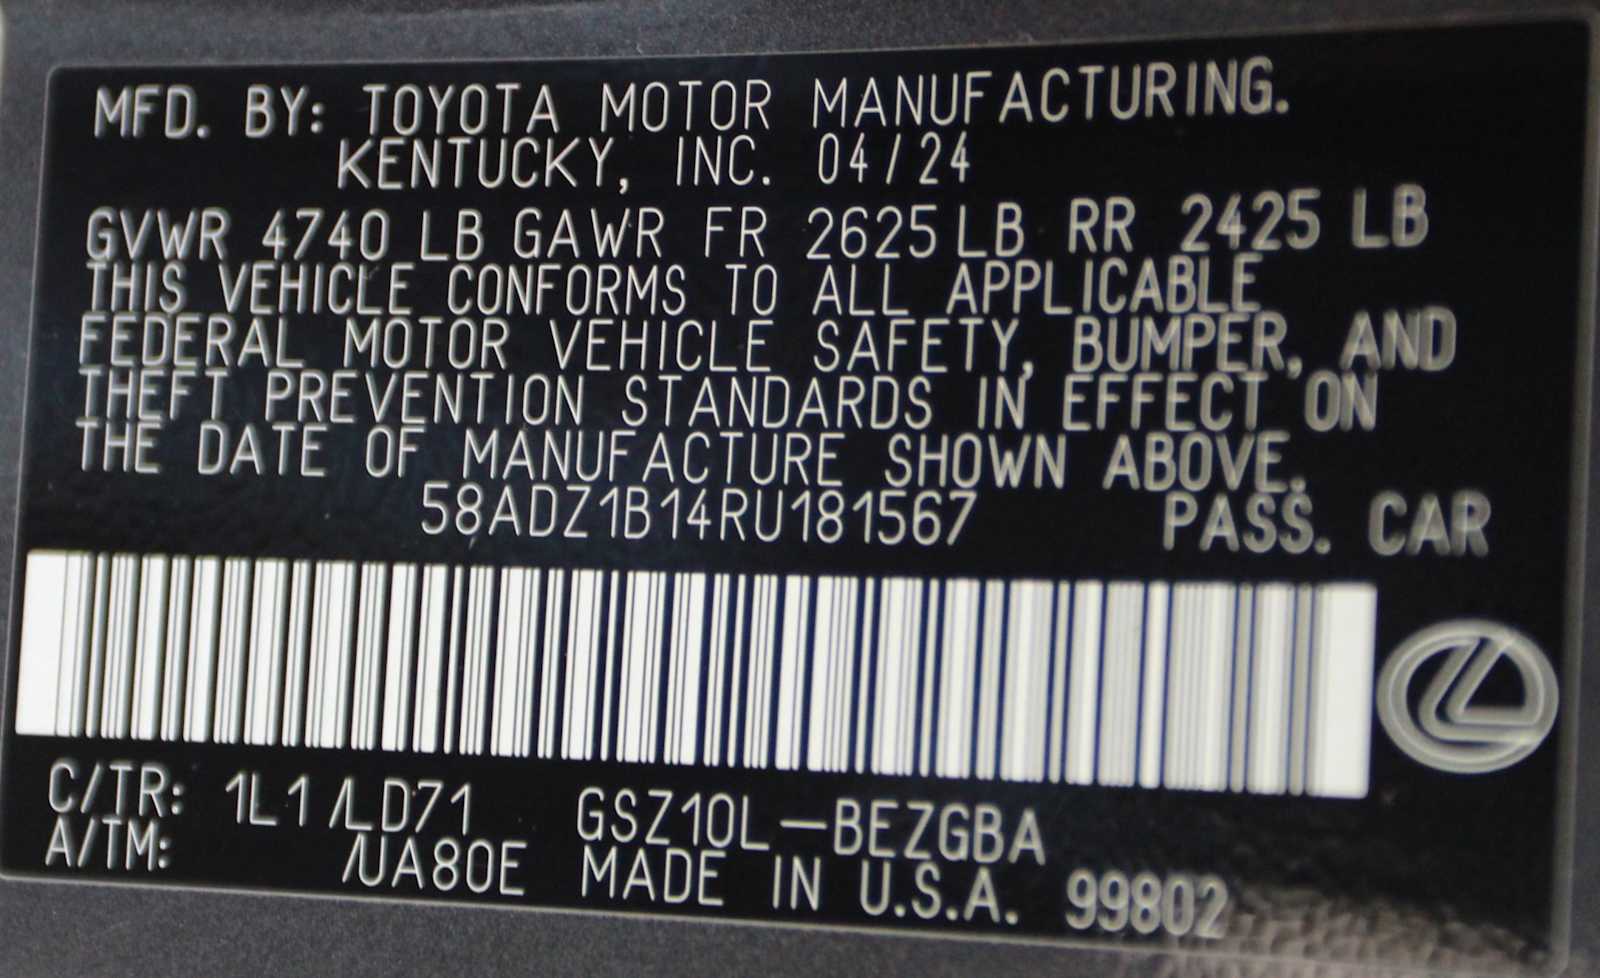 MFD. BY: TOYOTA MOTOR MANUFACTURING.
KENTUCKY, INC. 04/24
GVWR 4740 LB GAWR FR 2625 LB RR 2425 LB
THIS VEHICLE CONFORMS TO ALL APPLICABLE
FEDERAL MOTOR VEHICLE SAFETY, BUMPER, AND
THEFT PREVENTION STANDARDS IN EFFECT ON
THE DATE OF MANUFACTURE SHOWN ABOVE.
58ADZ1B14RU181567 PASS. CAR
C/TR: 1L1 /LD71 GSZ10L-BEZGBA
A/TM: /UA80E MADE IN U.S.A. 99802